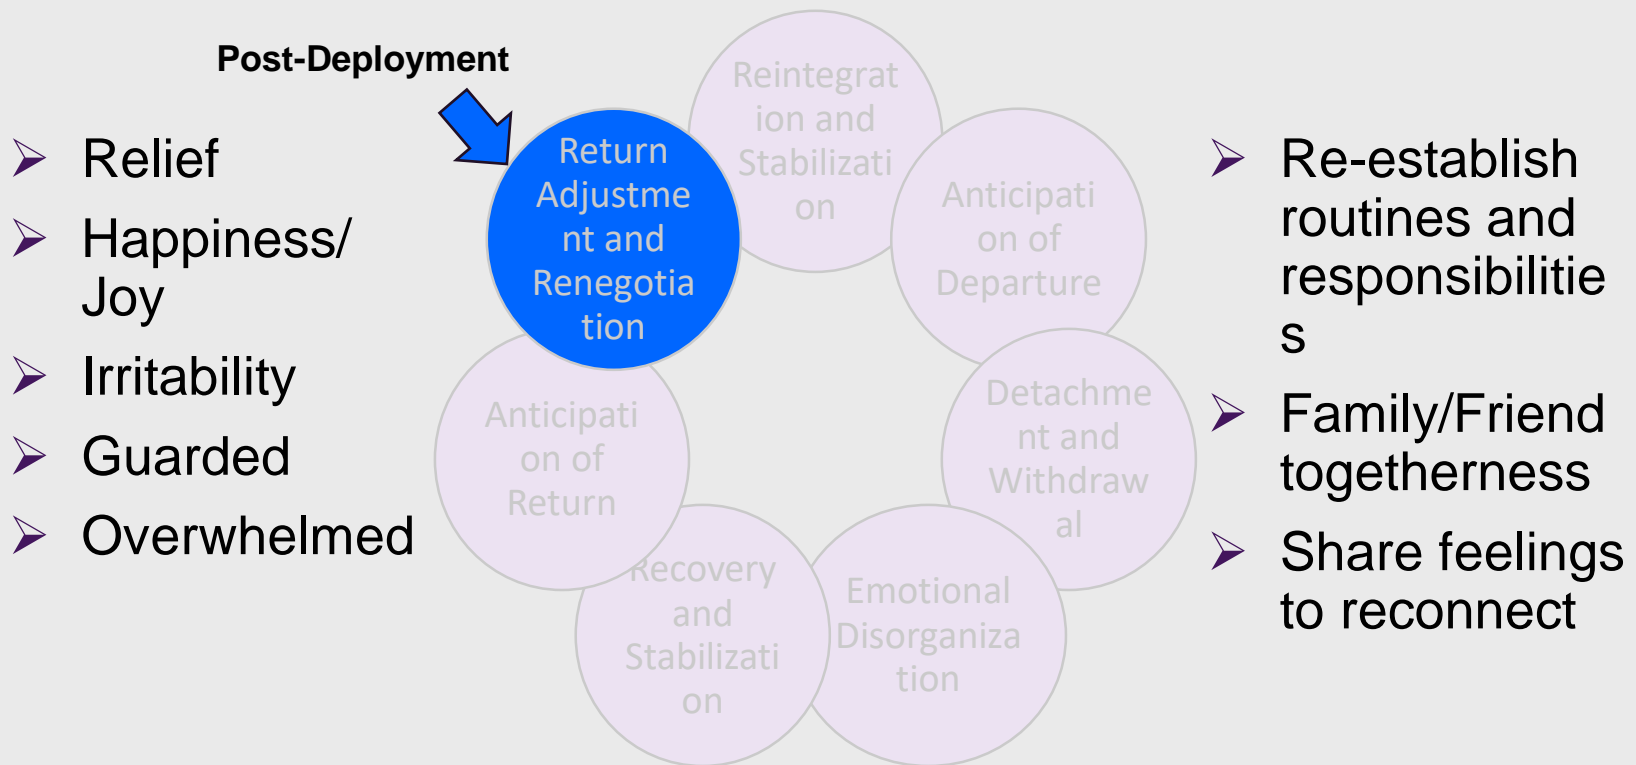 Post-Deployment
➢ Relief
➢ Happiness/
Joy
➢ Irritability
➢ Guarded
➢ Overwhelmed
Return
Adjustme
nt and
Renegotia
tion
Reintegrat
ion and
Stabilizati
on
Anticipati
on of
Departure
Detachme
nt and
Withdraw
al
Emotional
Disorganiza
tion
Recovery
and
Stabilizati
on
Anticipati
on of
Return
➢ Re-establish
routines and
responsibilitie
s
➢ Family/Friend
togetherness
➢ Share feelings
to reconnect